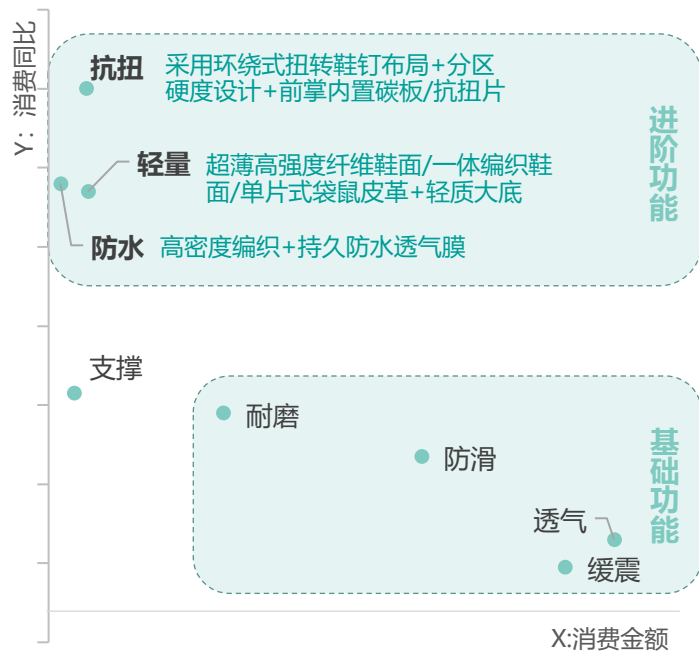 Y：消费同比
抗扭
采用环绕式扭转鞋钉布局+分区
硬度设计+前掌内置碳板/抗扭片
进阶功能
轻量
超薄高强度纤维鞋面/一体编织鞋
面/单片式袋鼠皮革+轻质大底
防水
高密度编织+持久防水透气膜
支撑
耐磨
防滑
基础功能
透气
缓震
X:消费金额